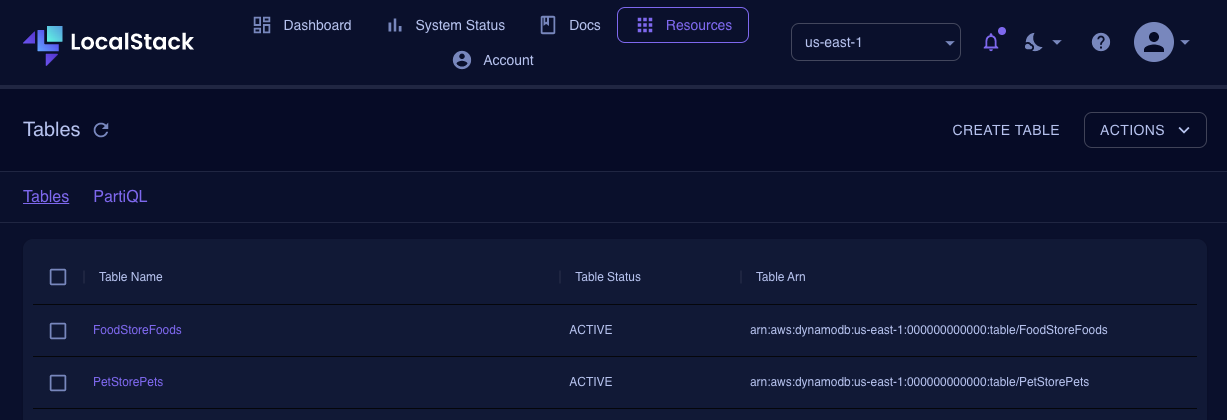 LocalStack
Dashboard
System Status
Docs
Resources
Account
us-east-1
Tables
CREATE TABLE
ACTIONS
Tables
PartiQL
Table Name
Table Status
Table Arn
FoodStoreFoods
ACTIVE
arn:aws:dynamodb:us-east-1:000000000000:table/FoodStoreFoods
PetStorePets
ACTIVE
arn:aws:dynamodb:us-east-1:000000000000:table/PetStorePets